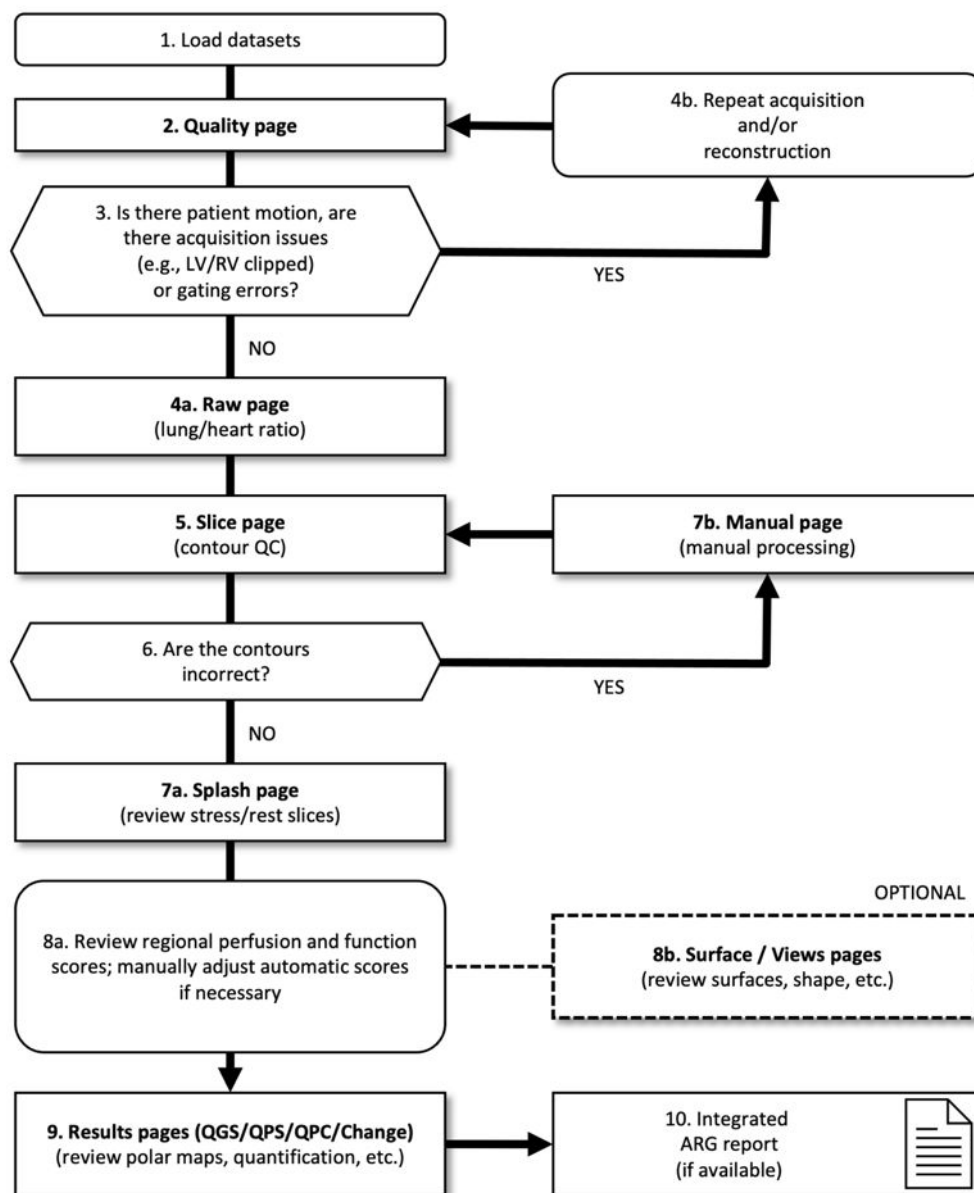 1. Load datasets
2. Quality page
4b. Repeat acquisition
and/or
reconstruction
3. Is there patient motion, are
there acquisition issues
(e.g., LV/RV clipped)
or gating errors?
YES
NO
4a. Raw page
(lung/heart ratio)
5. Slice page
(contour QC)
7b. Manual page
(manual processing)
6. Are the contours
incorrect?
YES
NO
7a. Splash page
(review stress/rest slices)
OPTIONAL
8a. Review regional perfusion and function
scores; manually adjust automatic scores
if necessary
8b. Surface / Views pages
(review surfaces, shape, etc.)
9. Results pages (QGS/QPS/QPC/Change)
(review polar maps, quantification, etc.)
10. Integrated
ARG report
(if available)